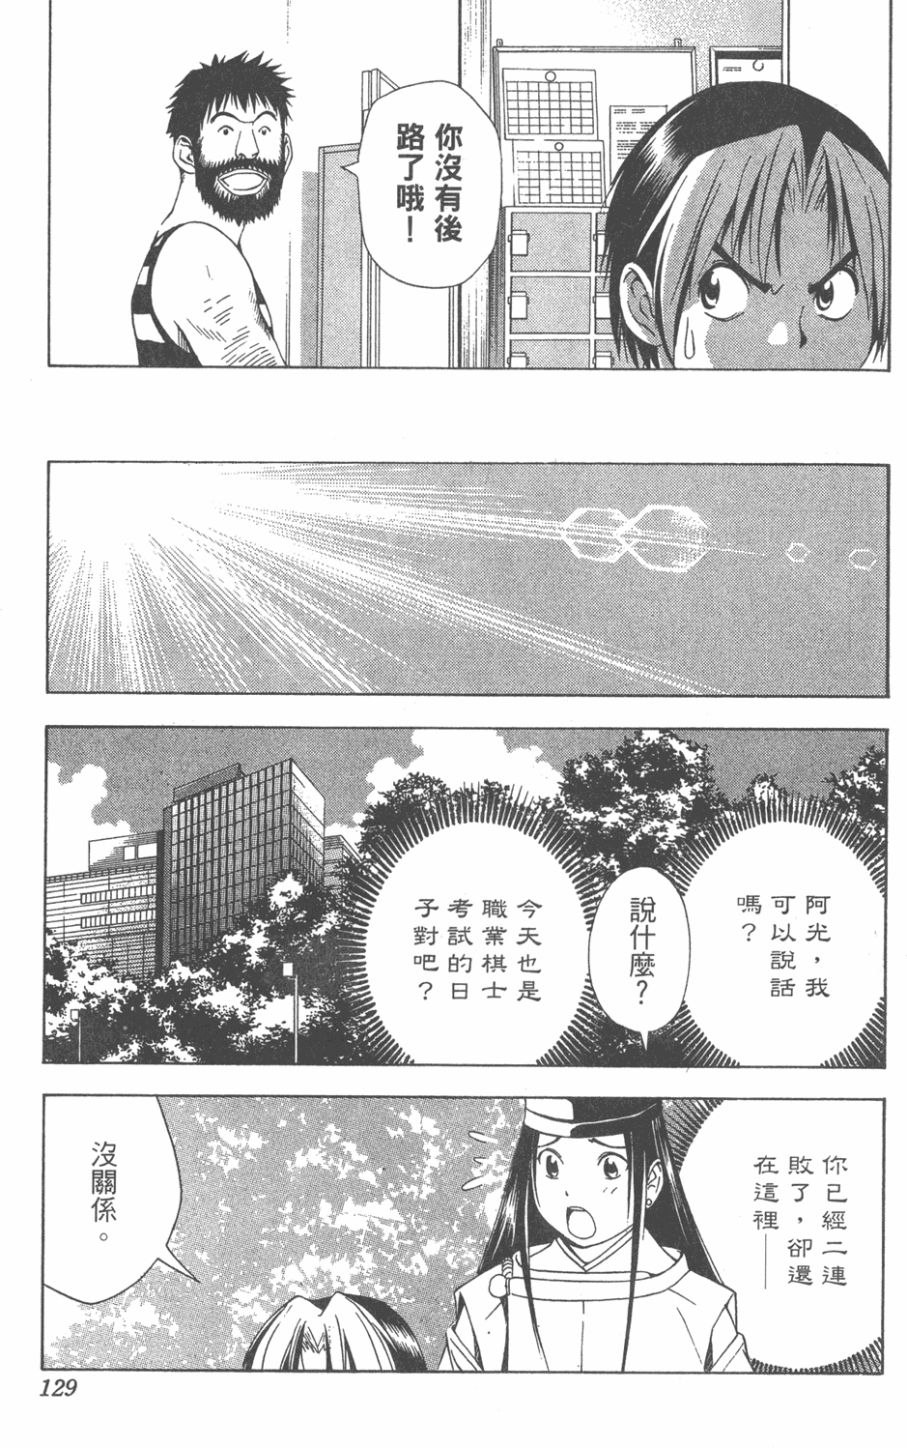 你沒有後
路了哦！
阿光，我
可以說話
嗎？
說什麼？
今天也是
職業棋士
考試的日
子對吧？
你已經二連
敗了，卻還
在這裡——
沒關係。
129